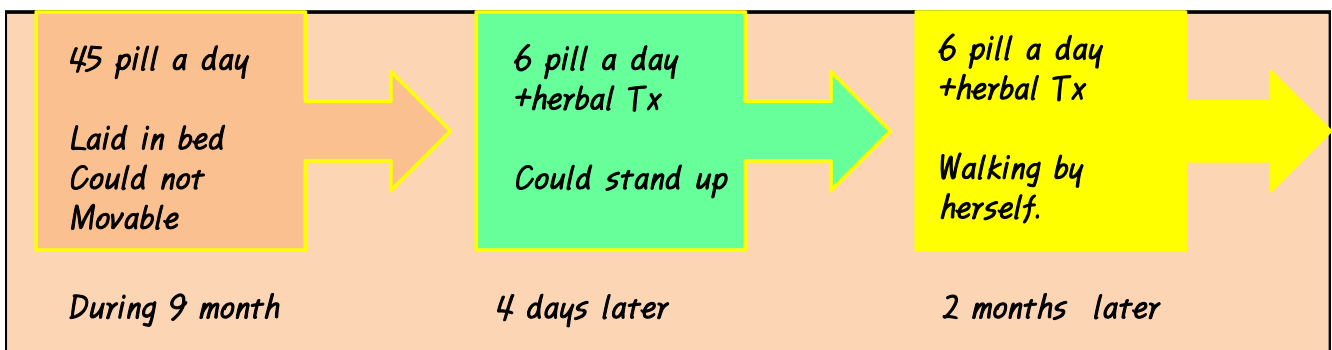 45 pill a day
Laid in bed
Could not
Movable
During 9 month
6 pill a day
+herbal Tx
Could stand up
4 days later
6 pill a day
+herbal Tx
Walking by
herself.
2 months later